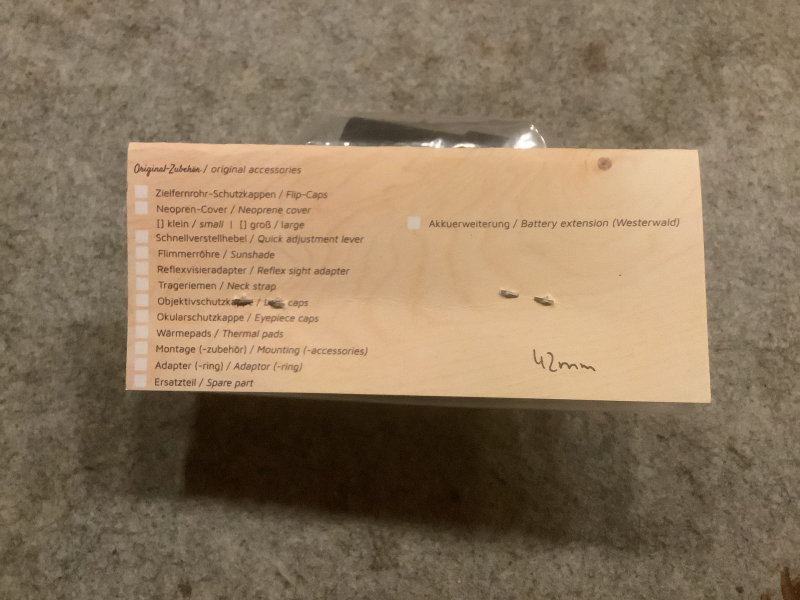 Original-Zubehör / original accessories
Zielfernrohr-Schutzkappen / Flip-Caps
Neopren-Cover / Neoprene cover
[] klein / small | [] groß / large
Schnellverstellhebel / Quick adjustment lever
Flimmerröhre / Sunshade
Reflexvisieradapter / Reflex sight adapter
Trageriemen / Neck strap
Objektivschutzkappe / caps
Okularschutzkappe / Eyepiece caps
Wärmepads / Thermal pads
Montage (-zubehör) / Mounting (-accessories)
Adapter (-ring) / Adaptor (-ring)
Ersatzteil / Spare part
Akkuerweiterung / Battery extension (Westerwald)
42mm